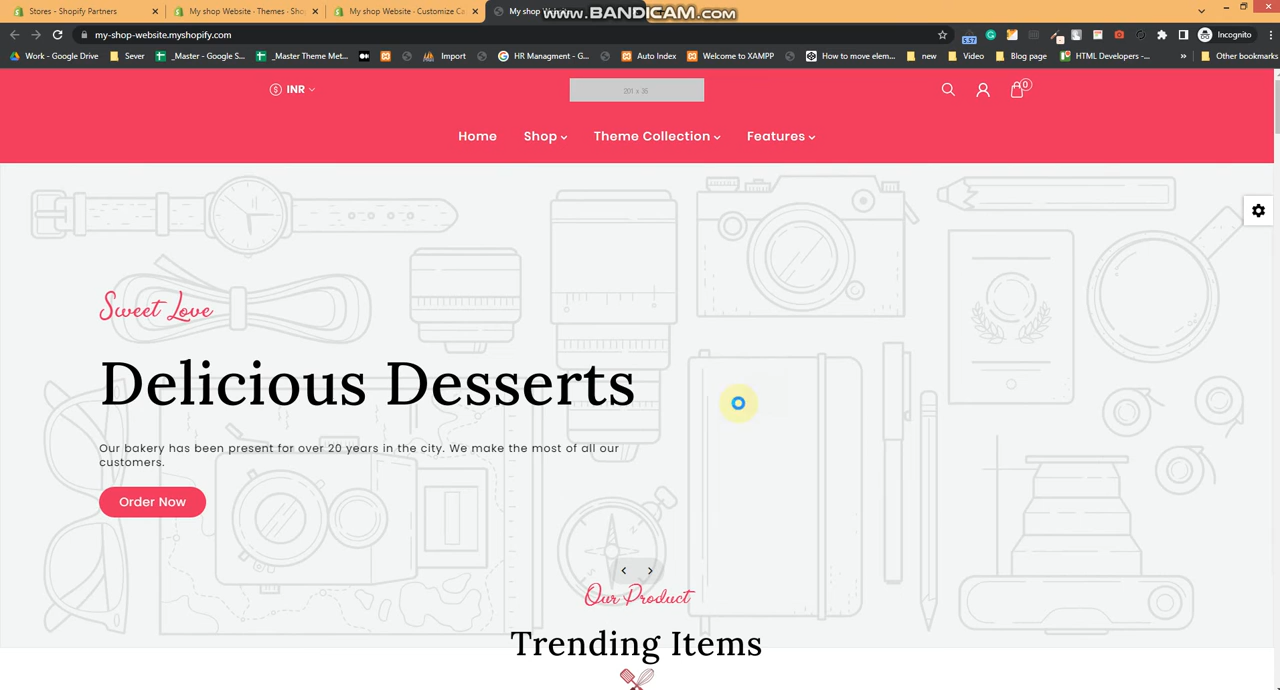 Stores - Shopify Partners
My shop Website - Themes - Sho
My shop Website - Customize Ca
My shop Website
www.BANDICAM.com
my-shop-website.myshopify.com
Incognito
Work - Google Drive
Sever
_Master - Google S...
_Master Theme Met...
Import
HR Managment - G...
Auto Index
Welcome to XAMPP
How to move elem...
new
Video
Blog page
HTML Developers -...
»
Other bookmarks
INR
201 x 35
0
Home
Shop
Theme Collection
Features
Sweet Love
Delicious Desserts
Our bakery has been present for over 20 years in the city. We make the most of all our
customers.
Order Now
Our Product
Trending Items